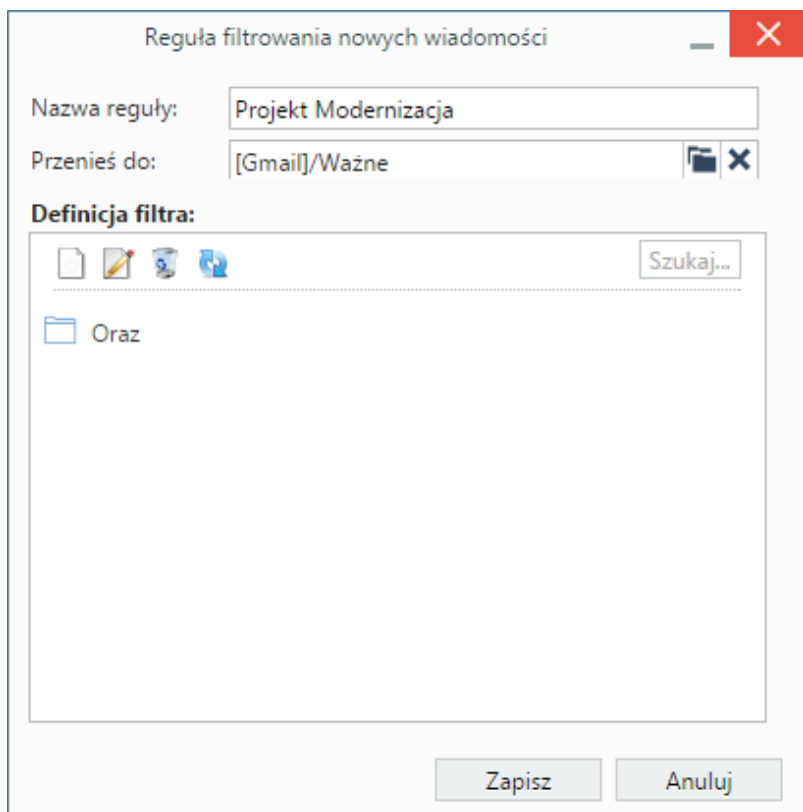 Reguła filtrowania nowych wiadomości
Nazwa reguły: Projekt Modernizacja
Przenieś do: [Gmail]/Ważne
Definicja filtra:
Szukaj...
Oraz
Zapisz Anuluj